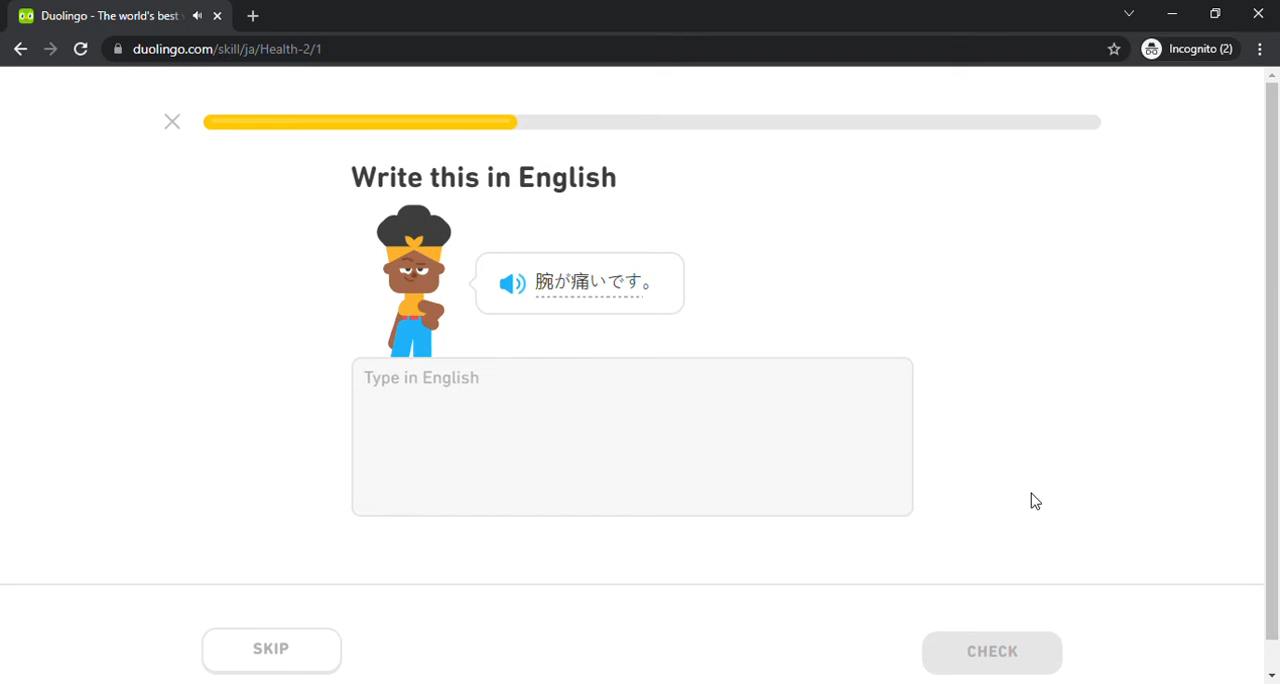 Duolingo - The world's best
duolingo.com/skill/ja/Health-2/1
Incognito (2)
Write this in English
腕が痛いです。
Type in English
SKIP
CHECK